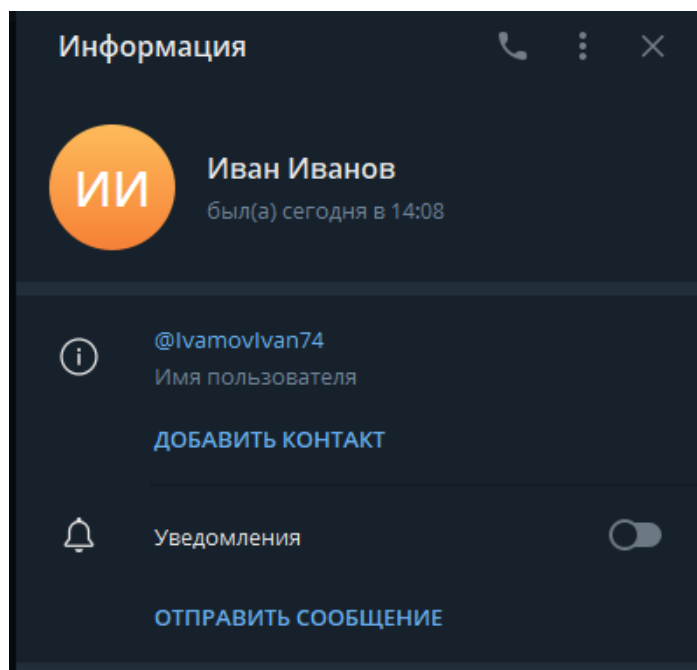 Информация
ИИ
Иван Иванов
был(а) сегодня в 14:08
@IvamovIvan74
Имя пользователя
ДОБАВИТЬ КОНТАКТ
Уведомления
ОТПРАВИТЬ СООБЩЕНИЕ